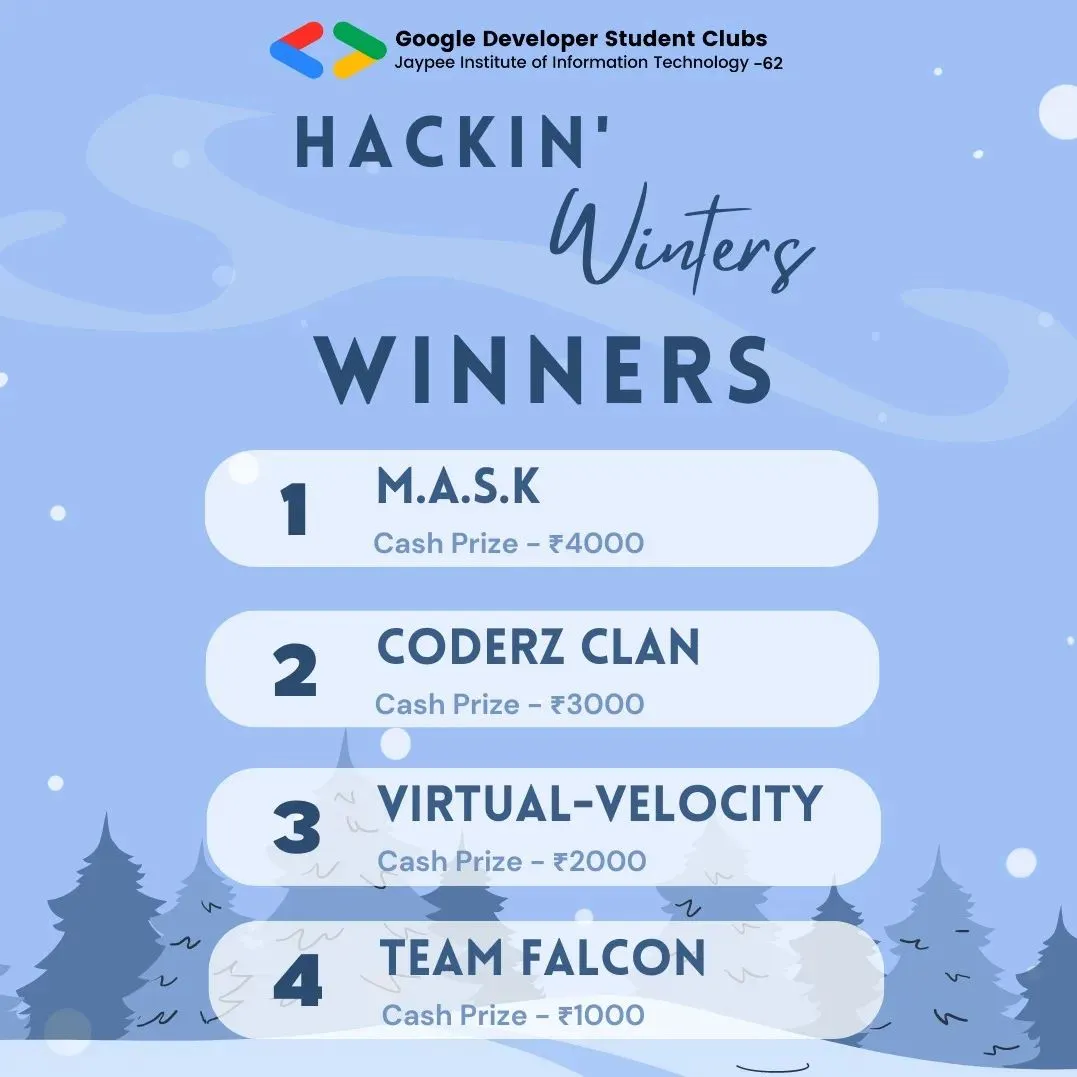 Google Developer Student Clubs
Jaypee Institute of Information Technology -62
HACKIN'
Winters
WINNERS
1
M.A.S.K
Cash Prize - ₹4000
2
CODERZ CLAN
Cash Prize - ₹3000
3
VIRTUAL-VELOCITY
Cash Prize - ₹2000
4
TEAM FALCON
Cash Prize - ₹1000